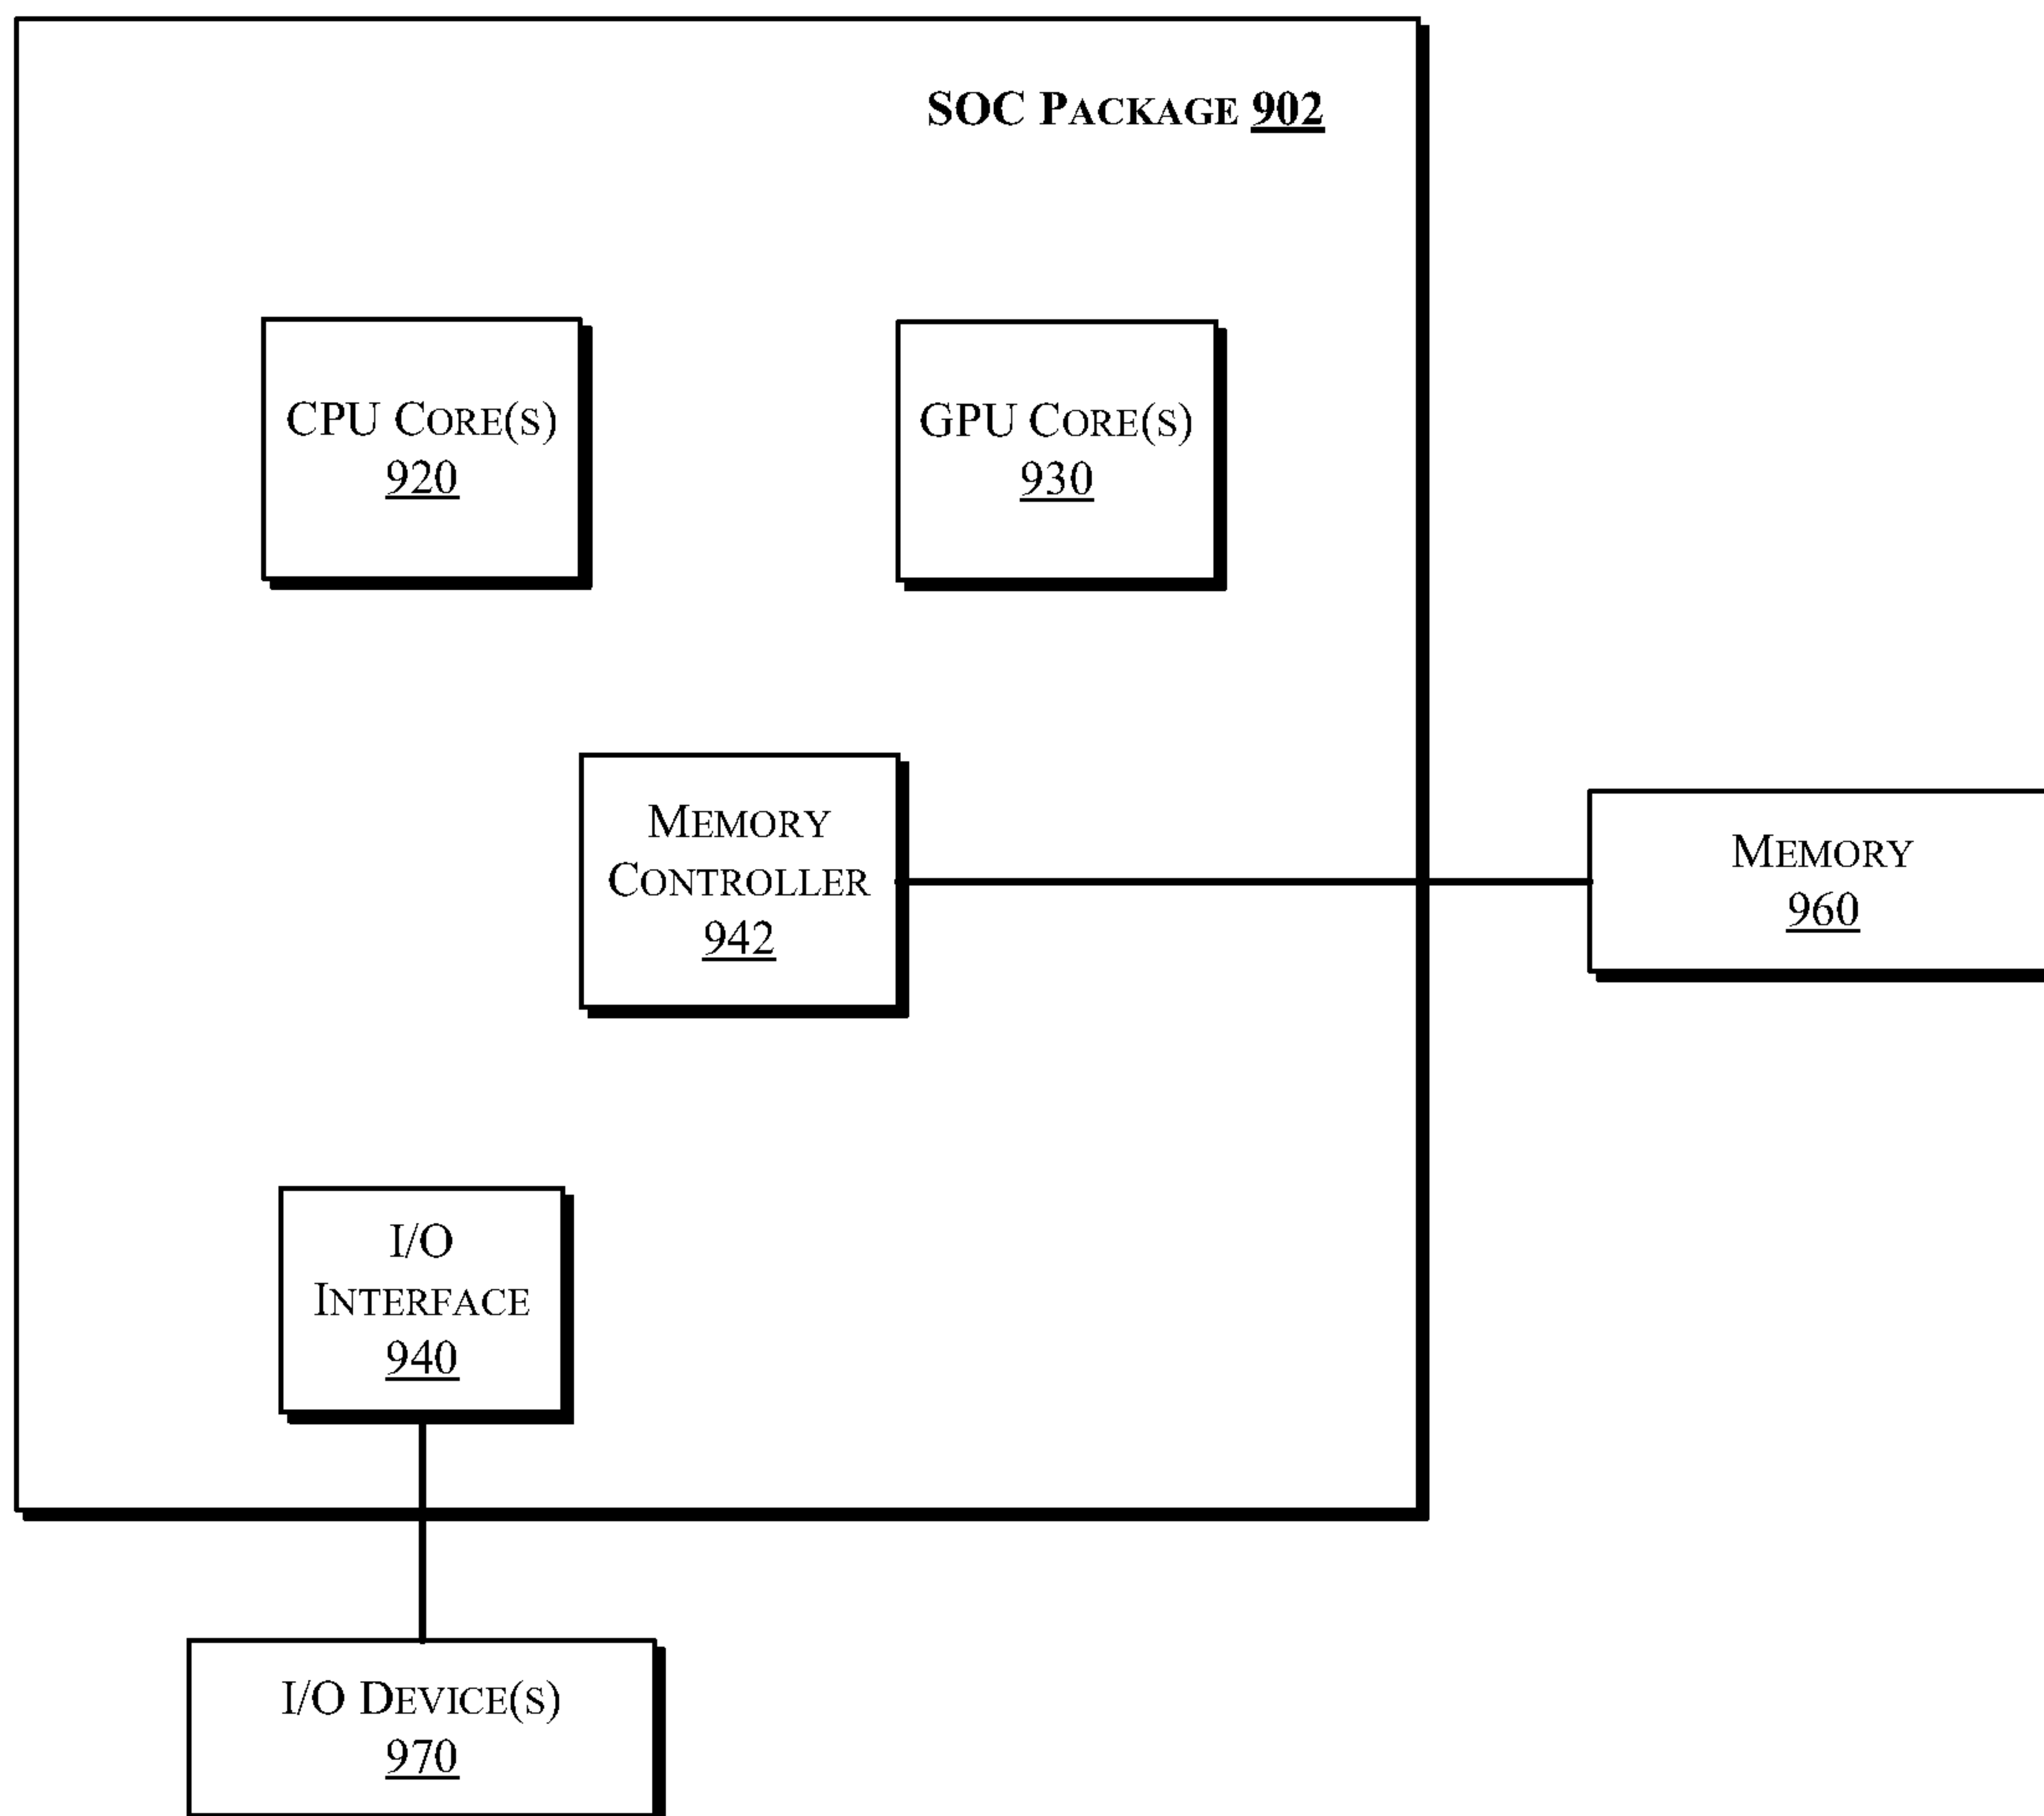 SOC PACKAGE 902
CPU CORE(S)
920
GPU CORE(S)
930
MEMORY
CONTROLLER
942
MEMORY
960
I/O
INTERFACE
940
I/O DEVICE(S)
970